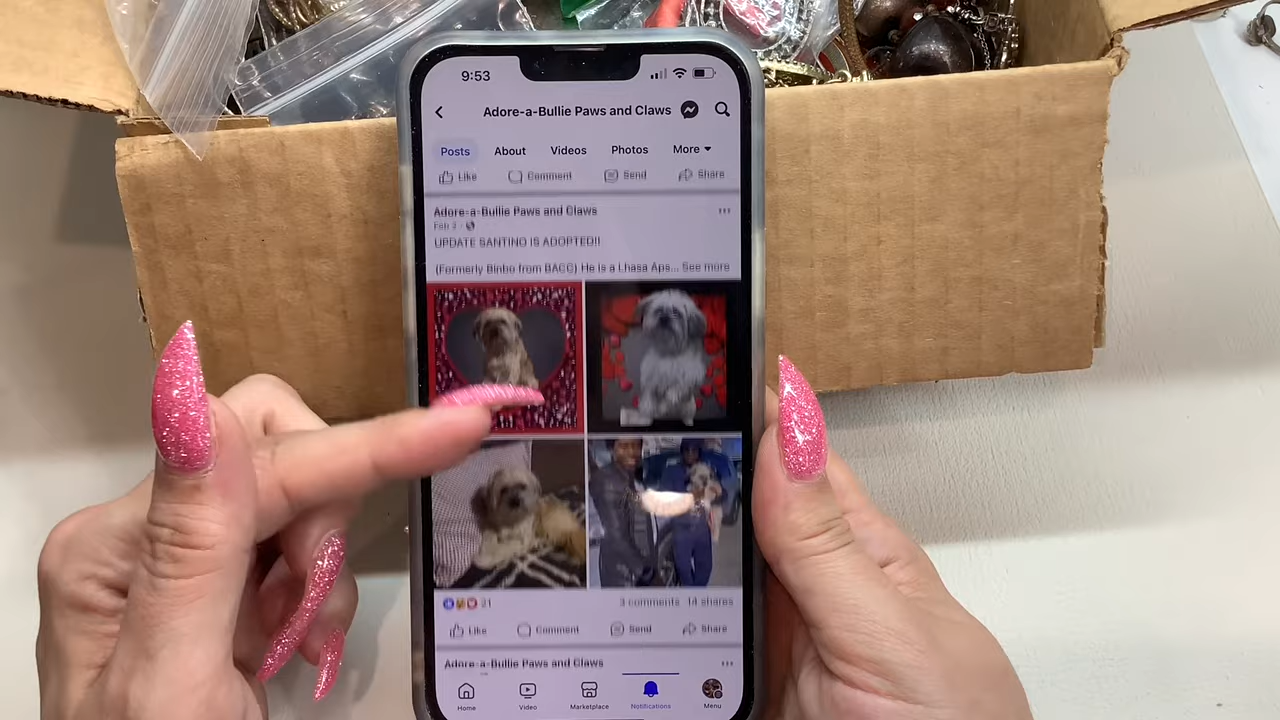 9:53
Adore-a-Bullie Paws and Claws
Posts About Videos Photos More
Like Comment Send Share
Adore-a-Bullie Paws and Claws
Feb 2
UPDATE SANTINO IS ADOPTED!!
(Formerly Bimbo from BACC) He is a Lhasa Aps... See more
21 3 comments 14 shares
Like Comment Send Share
Adore-a-Bullie Paws and Claws
Home Video Marketplace Notifications Menu